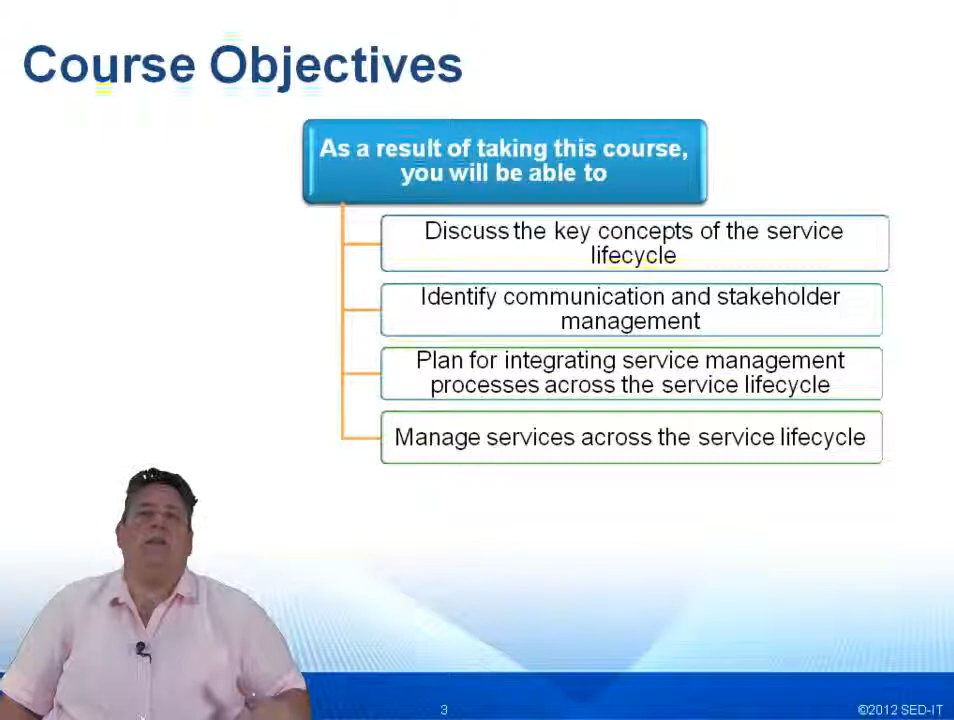 Course Objectives
As a result of taking this course,
you will be able to
Discuss the key concepts of the service
lifecycle
Identify communication and stakeholder
management
Plan for integrating service management
processes across the service lifecycle
Manage services across the service lifecycle
3
©2012 SED-IT